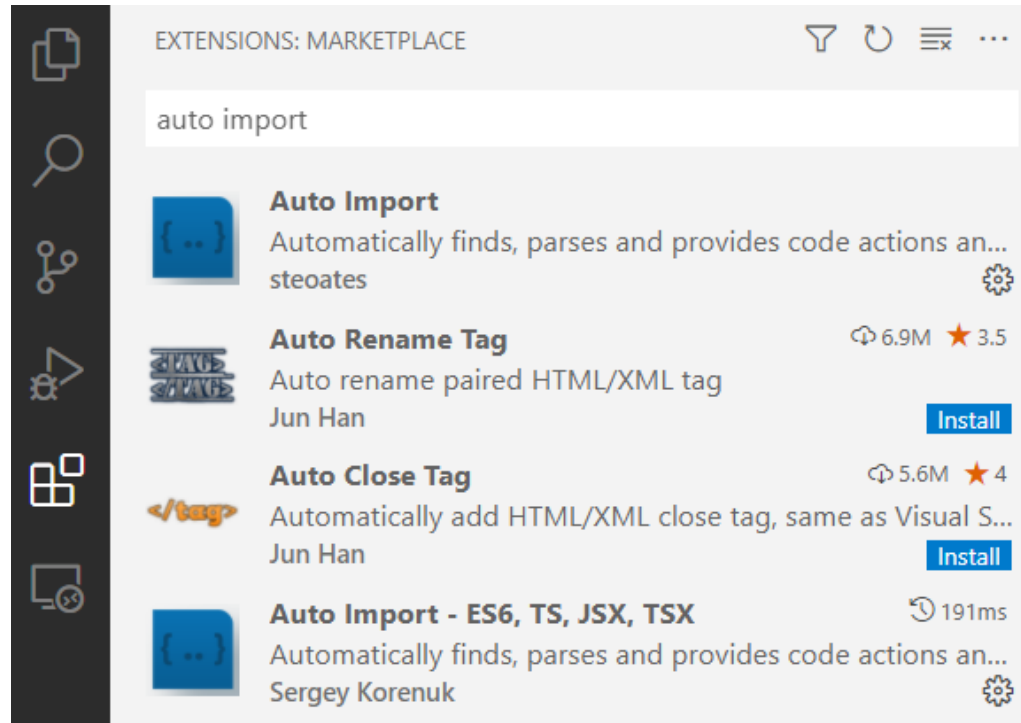 EXTENSIONS: MARKETPLACE
auto import
{ .. }
Auto Import
Automatically finds, parses and provides code actions an...
steoates
<TAG>
</TAG>
Auto Rename Tag
6.9M ★ 3.5
Auto rename paired HTML/XML tag
Jun Han
Install
</tag>
Auto Close Tag
5.6M ★ 4
Automatically add HTML/XML close tag, same as Visual S...
Jun Han
Install
{ .. }
Auto Import - ES6, TS, JSX, TSX
191ms
Automatically finds, parses and provides code actions an...
Sergey Korenuk